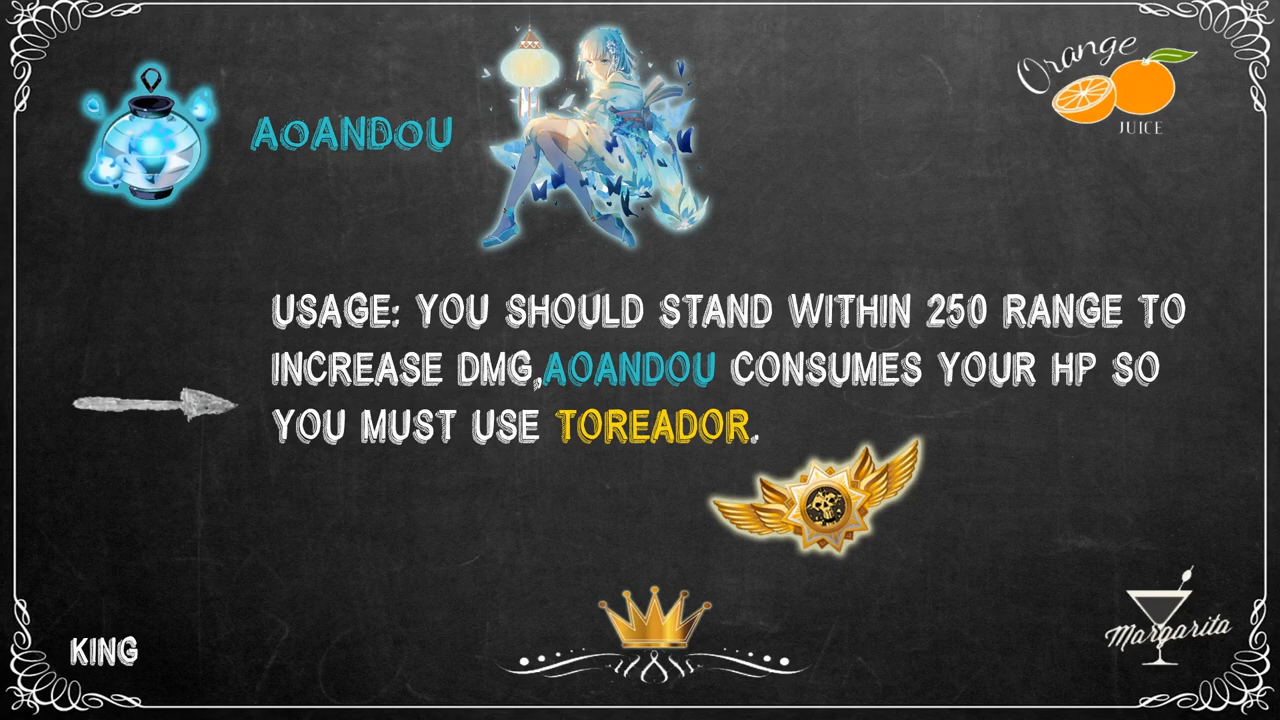 Orange
JUICE
AOANDOU
USAGE: YOU SHOULD STAND WITHIN 250 RANGE TO
INCREASE DMG,AOANDOU CONSUMES YOUR HP SO
YOU MUST USE TOREADOR.
KING
Margarita